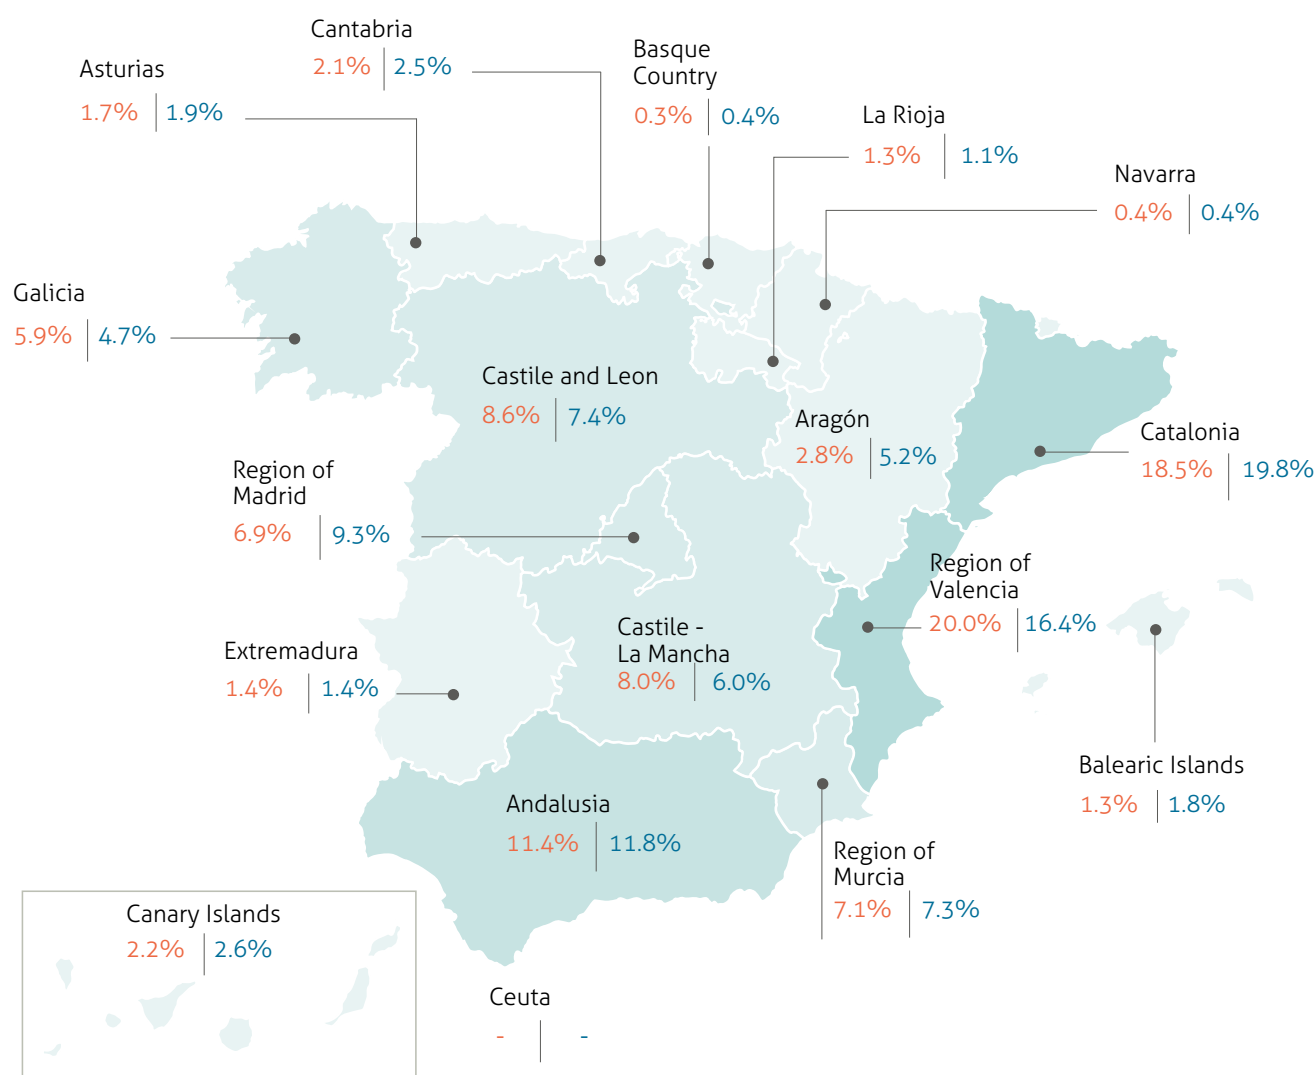 Cantabria
2.1% 2.5%
Basque
Country
0.3% 0.4%
Asturias
1.7% 1.9%
La Rioja
1.3% 1.1%
Navarra
0.4% 0.4%
Galicia
5.9% 4.7%
Castile and Leon
8.6% 7.4%
Aragón
2.8% 5.2%
Catalonia
18.5% 19.8%
Region of
Madrid
6.9% 9.3%
Region of
Valencia
20.0% 16.4%
Castile -
La Mancha
8.0% 6.0%
Extremadura
1.4% 1.4%
Balearic Islands
1.3% 1.8%
Andalusia
11.4% 11.8%
Region of
Murcia
7.1% 7.3%
Canary Islands
2.2% 2.6%
Ceuta
- -